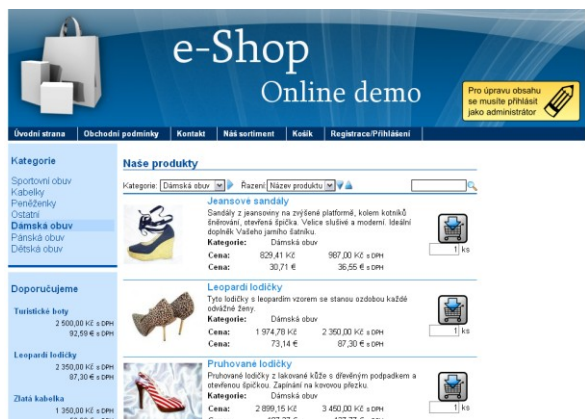 e-Shop
Online demo
Pro úpravu obsahu
se musíte přihlásit
jako administrátor
Úvodní strana Obchodní podmínky Kontakt Náš sortiment Košík Registrace/Přihlášení
Kategorie
Sportovní obuv
Kabelky
Peněženky
Ostatní
Dámská obuv
Pánská obuv
Dětská obuv
Doporučujeme
Turistické boty
2 500,00 Kč s DPH
92,59 € s DPH
Leopardí lodičky
2 350,00 Kč s DPH
87,30 € s DPH
Zlatá kabelka
1 350,00 Kč s DPH
Naše produkty
Kategorie: Dámská obuv Řazení: Název produktu
Jeansové sandály
Sandály z jeansoviny na zvýšené platformě, kolem kotníků
šněrování, otevřená špička. Velice slušivé a moderní. Ideální
doplněk Vašeho jarního šatníku.
Kategorie: Dámská obuv
Cena: 829,41 Kč 987,00 Kč s DPH
Cena: 30,71 € 36,55 € s DPH
1 ks
Leopardí lodičky
Tyto lodičky s leopardím vzorem se stanou ozdobou každé
odvážné ženy.
Kategorie: Dámská obuv
Cena: 1 974,78 Kč 2 350,00 Kč s DPH
Cena: 73,14 € 87,30 € s DPH
1 ks
Pruhované lodičky
Pruhované lodičky z lakované kůže s dřevěným podpadkem a
otevřenou špičkou. Zapínání na kovovou přezku.
Kategorie: Dámská obuv
Cena: 2 899,15 Kč 3 450,00 Kč s DPH
1 ks